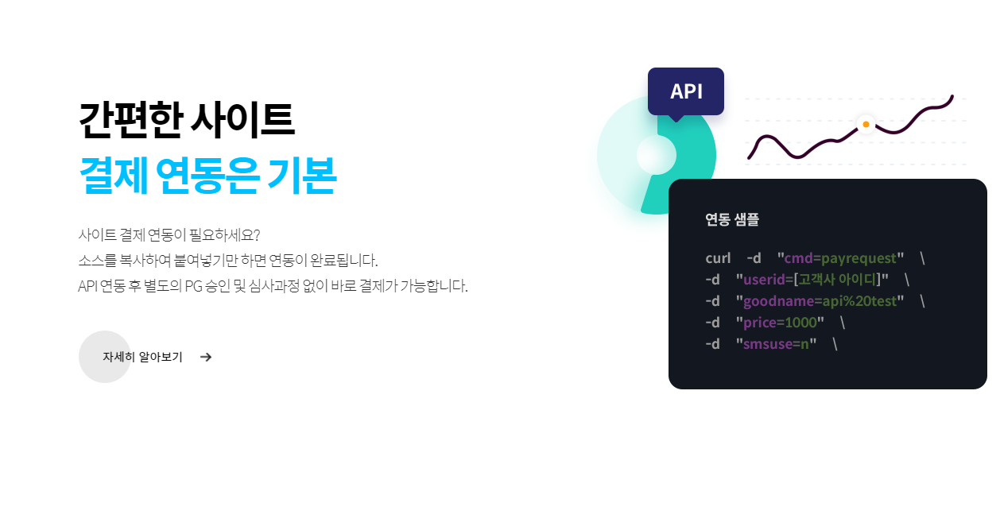 간편한 사이트
결제 연동은 기본
사이트 결제 연동이 필요하세요?
소스를 복사하여 붙여넣기만 하면 연동이 완료됩니다.
API 연동 후 별도의 PG 승인 및 심사과정 없이 바로 결제가 가능합니다.
자세히 알아보기 →
API
연동 샘플
curl -d "cmd=payrequest" \
-d "userid=[고객사 아이디]" \
-d "goodname=api%20test" \
-d "price=1000" \
-d "smsuse=n" \